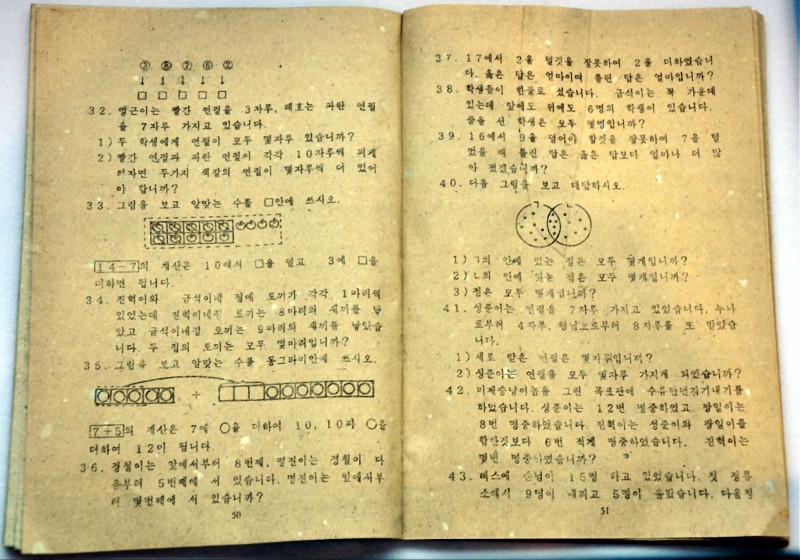 ③ ⑧ ⑦ ⑥ ②
↓ ↓ ↓ ↓ ↓
□ □ □ □ □
32. 영근이는 빨간 연필을 3자루, 태호는 파란 연필
을 7자루 가지고 있습니다.
1) 두 학생에게 연필이 모두 몇자루 있습니까?
2) 빨간 연필과 파란 연필이 각각 10자루씩 되게
하자면 두가지 색갈의 연필이 몇자루씩 더 있어
야 합니까?
33. 그림을 보고 알맞는 수를 □안에 쓰시오.
14-7의 계산은 10에서 □을 덜고 3에 □을
더하면 됩니다.
34. 진혁이와 금석이네 집에 토끼가 각각 1마리씩
있었는데 진혁이네집 토끼는 8마리의 새끼를 낳
았고 금석이네집 토끼는 9마리의 새끼를 낳았습
니다. 두 집의 토끼는 모두 몇마리입니까?
35. 그림을 보고 알맞는 수를 동그라미안에 쓰시오.
+
7+5의 계산은 7에 ○을 더하여 10, 10과 ○을
더하여 12이 됩니다.
36. 경철이는 앞에서부터 8번째, 명진이는 경철이 다
음부터 5번째에 서 있습니다. 명진이는 앞에서부
터 몇번째에 서 있습니까?
50
37. 17에서 2을 덜것을 잘못하여 2을 더하였습니
다. 옳은 답은 얼마이며 틀린 답은 얼마입니까?
38. 학생들이 한줄로 섰습니다. 금석이는 꼭 가운데
있는데 앞에도 뒤에도 6명의 학생이 있습니다.
줄을 선 학생은 모두 몇명입니까?
39. 16에서 9을 덜어야 할것을 잘못하여 7을 덜
었을 때 틀린 답은 옳은 답보다 얼마나 더 많
아 졌겠습니까?
40. 다음 그림을 보고 대답하시오.
ㄱ ㄴ
1) ㄱ의 안에 있는 점은 모두 몇개입니까?
2) ㄴ의 안에 있는 점은 모두 몇개입니까?
3) 점은 모두 몇개입니까?
41. 성준이는 연필을 7자루 가지고 있었습니다. 누나
로부터 4자루, 형님으로부터 8자루를 또 받았습
니다.
1) 새로 받은 연필은 몇자루입니까?
2) 성준이는 연필을 모두 몇자루 가지게 되였습니까?
42. 미제승냥이놈을 그린 목표판에 수류탄던지기내기를
하였습니다. 성준이는 12번 명중하였고 광일이는
8번 명중하였습니다. 진혁이는 성준이와 광일이를
합한것보다 6번 적게 명중하였습니다. 진혁이는
몇번 명중하였습니까?
43. 뻐스에 손님이 15명 타고 있었습니다. 첫 정류
소에서 9명이 내리고 5명이 올랐습니다. 다음정
51